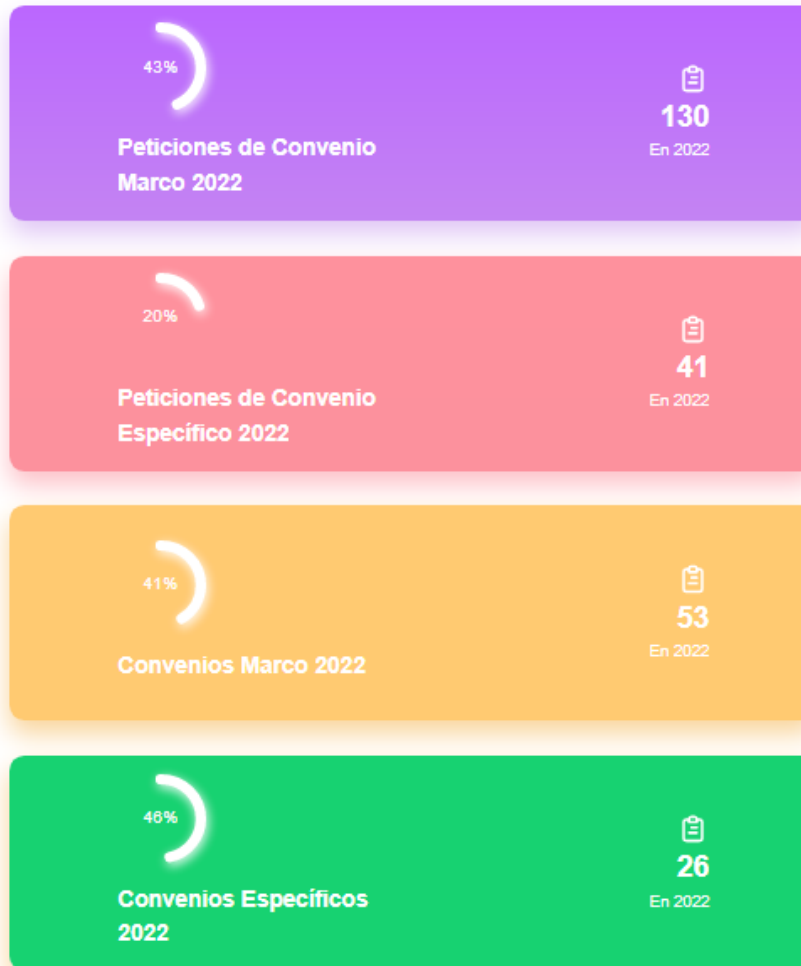 43%
Peticiones de Convenio
Marco 2022
130
En 2022
20%
Peticiones de Convenio
Específico 2022
41
En 2022
41%
Convenios Marco 2022
53
En 2022
46%
Convenios Específicos
2022
26
En 2022